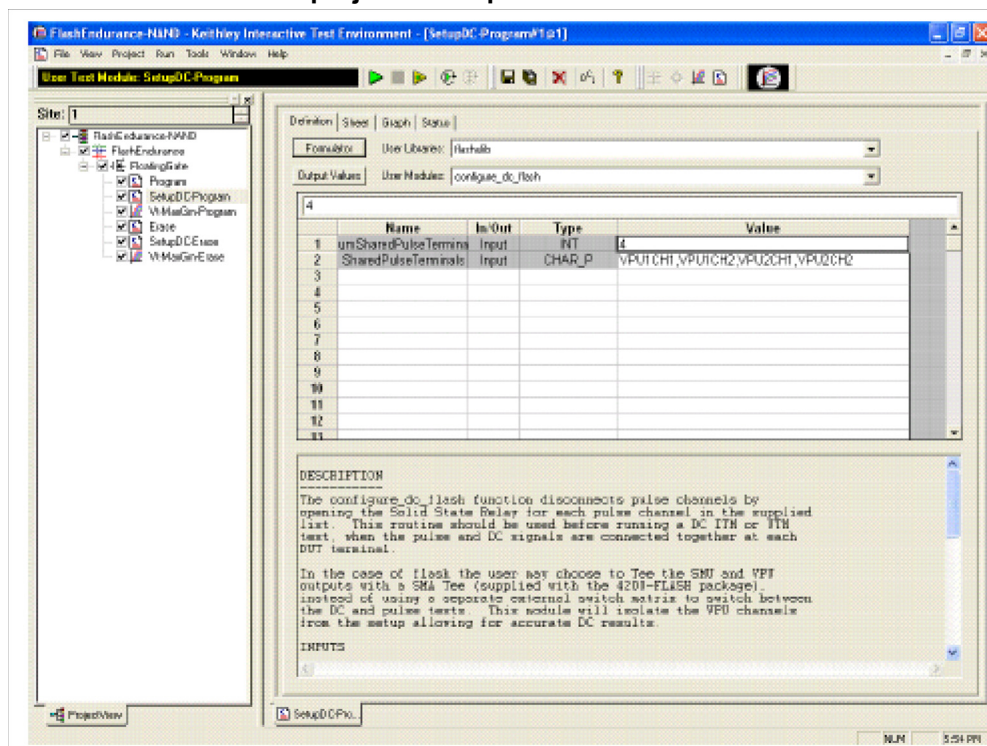 FlashEndurance-NAND - Keithley Interactive Test Environment - [SetupDC-Program#1@1]
File View Project Run Tools Window Help
User Test Module: SetupDC-Program
Site: 1
FlashEndurance-NAND
FlashEndurance
FloatingGate
Program
SetupDC-Program
Vt-MaxGm-Program
Erase
SetupDC-Erase
Vt-MaxGm-Erase
ProjectView
Definition Sheet Graph Status
Formulator User Libraries: flashulib
Output Values User Modules: configure_dc_flash
4
Name In/Out Type Value
1 umSharedPulseTermina Input INT 4
2 SharedPulseTerminals Input CHAR_P VPU1CH1,VPU1CH2,VPU2CH1,VPU2CH2
3
4
5
6
7
8
9
10
11
12
13
DESCRIPTION
-----------
The configure_dc_flash function disconnects pulse channels by
opening the Solid State Relay for each pulse channel in the supplied
list. This routine should be used before running a DC ITM or UTM
test, when the pulse and DC signals are connected together at each
DUT terminal.
In the case of flash the user may choose to Tee the SMU and VPU
outputs with a SMA Tee (supplied with the 4200-FLASH package),
instead of using a separate external switch matrix to switch between
the DC and pulse tests. This module will isolate the VPU channels
from the setup allowing for accurate DC results.
INPUTS
SetupDC-Pro...
NUM 5:54 PM